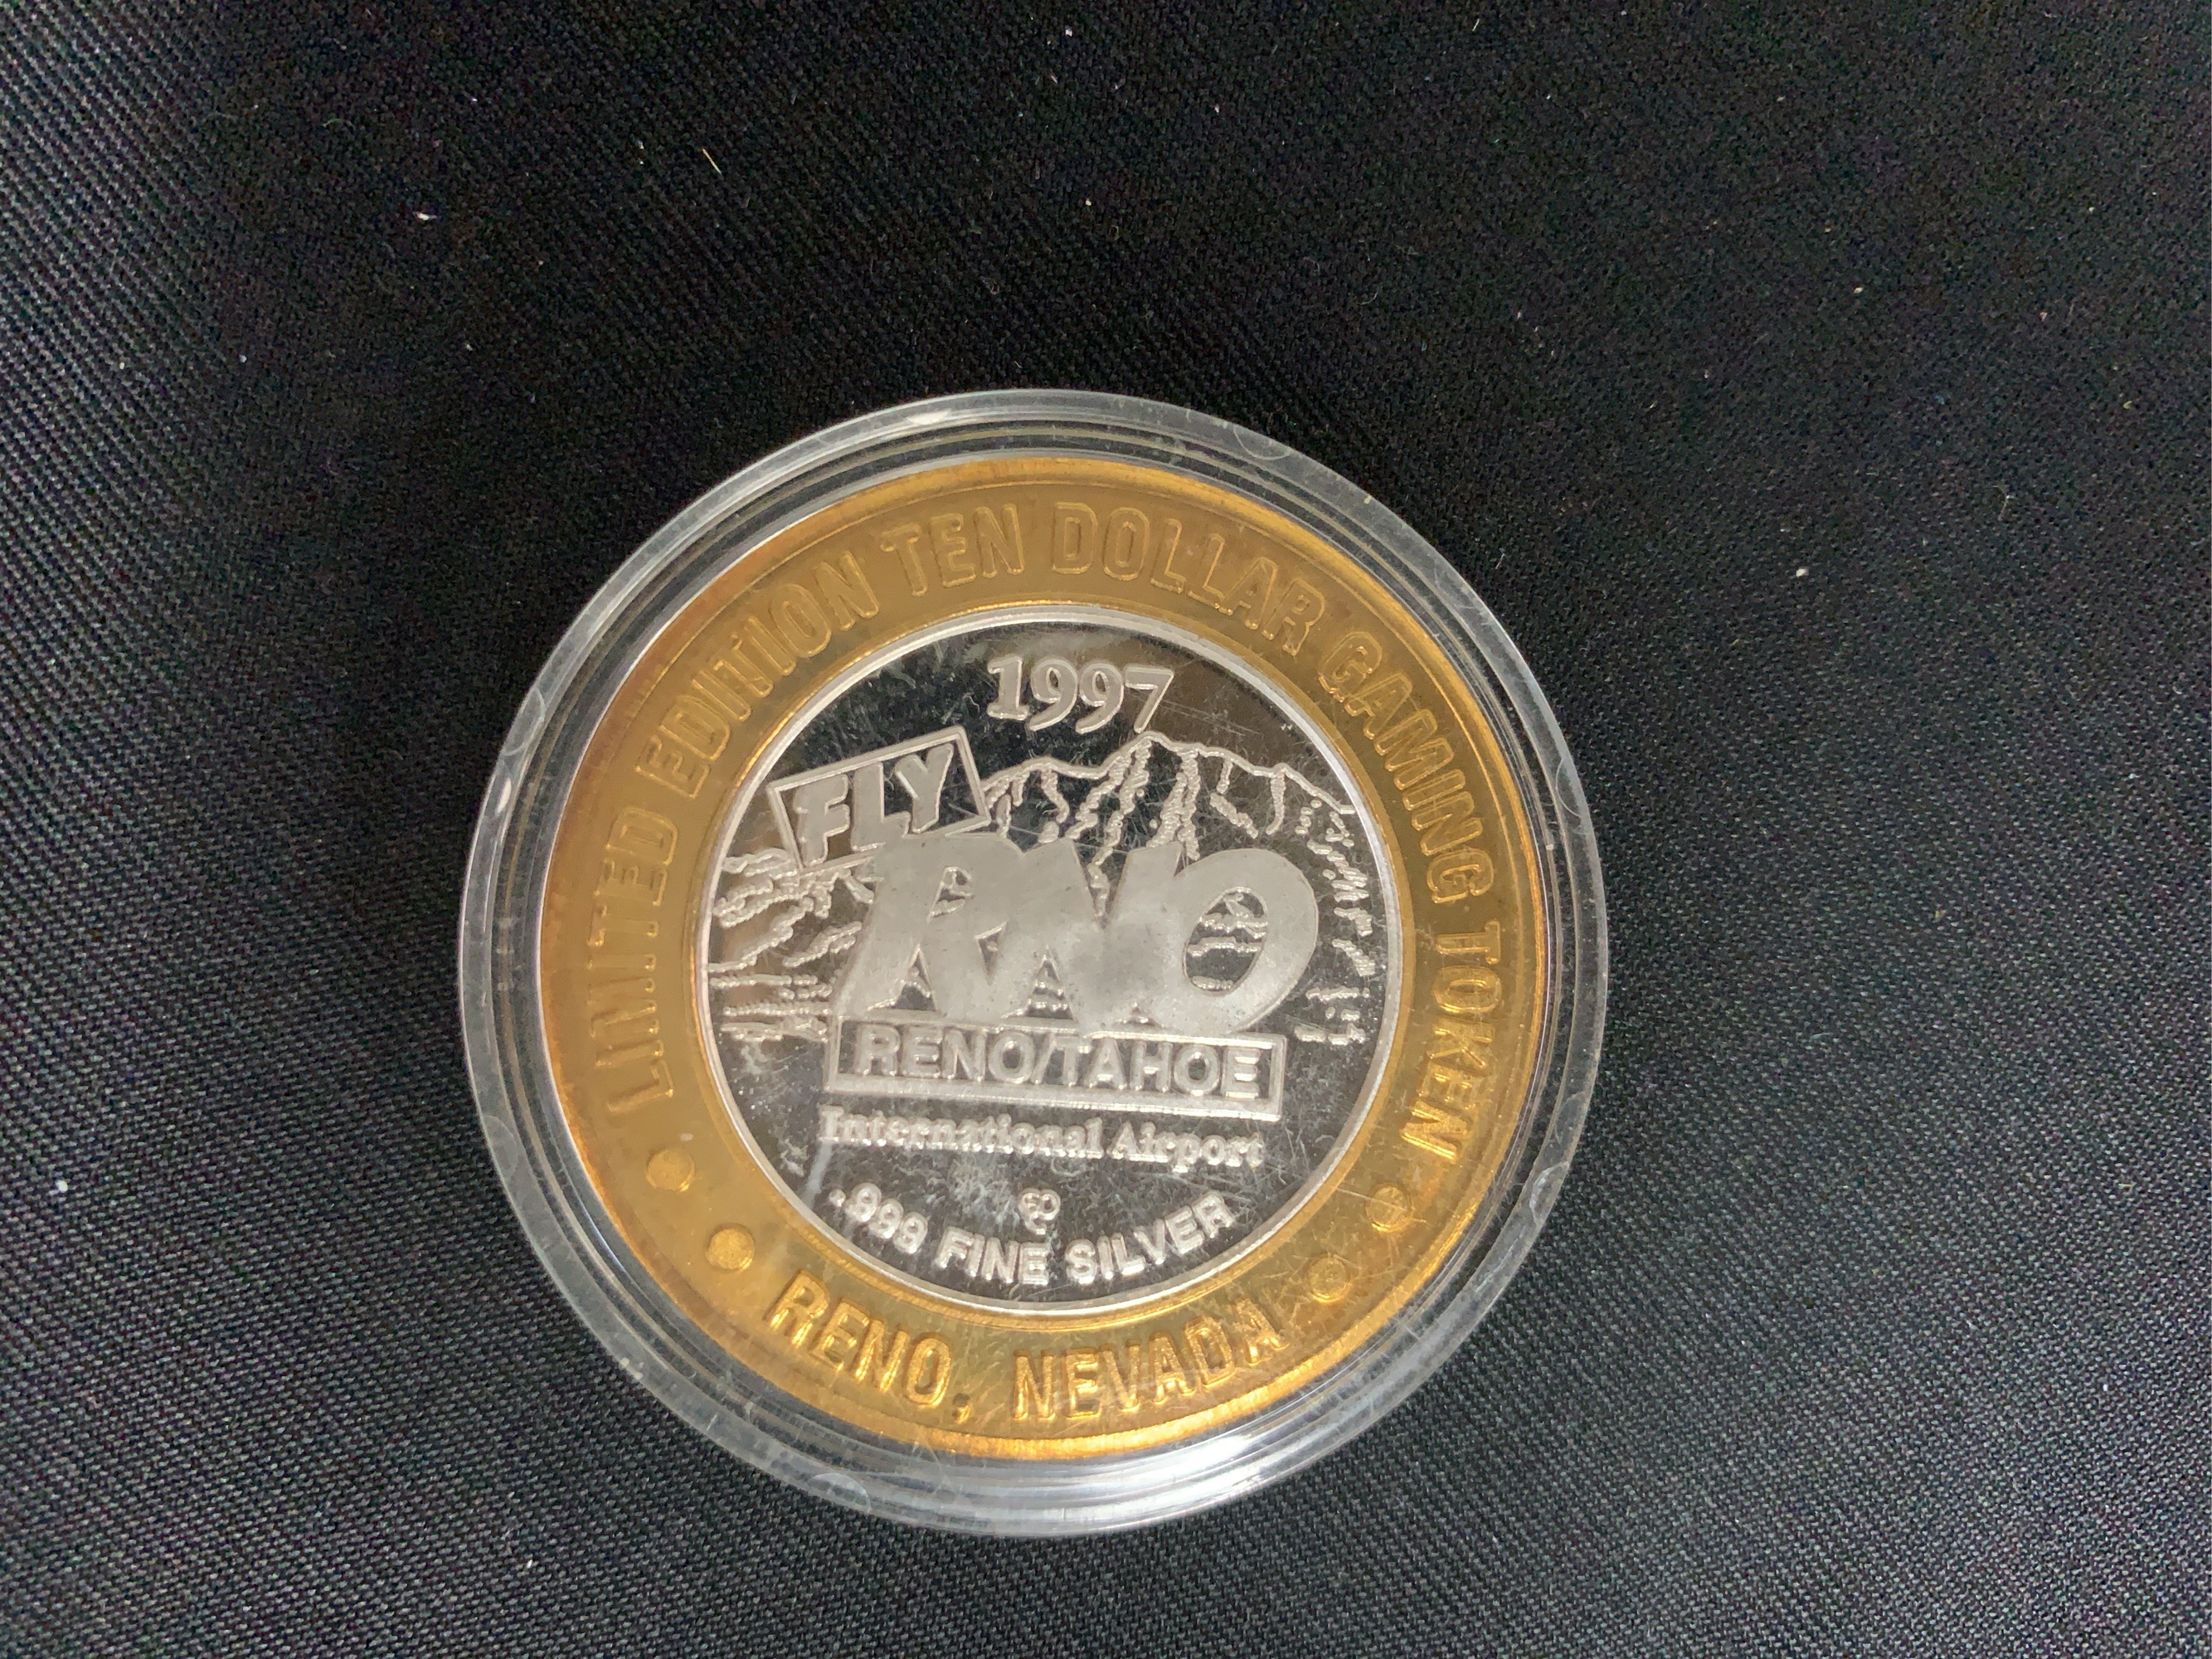 LIMITED EDITION TEN DOLLAR GAMING TOKEN
1997
FLY
RNO
RENO/TAHOE
International Airport
.999 FINE SILVER
RENO, NEVADA